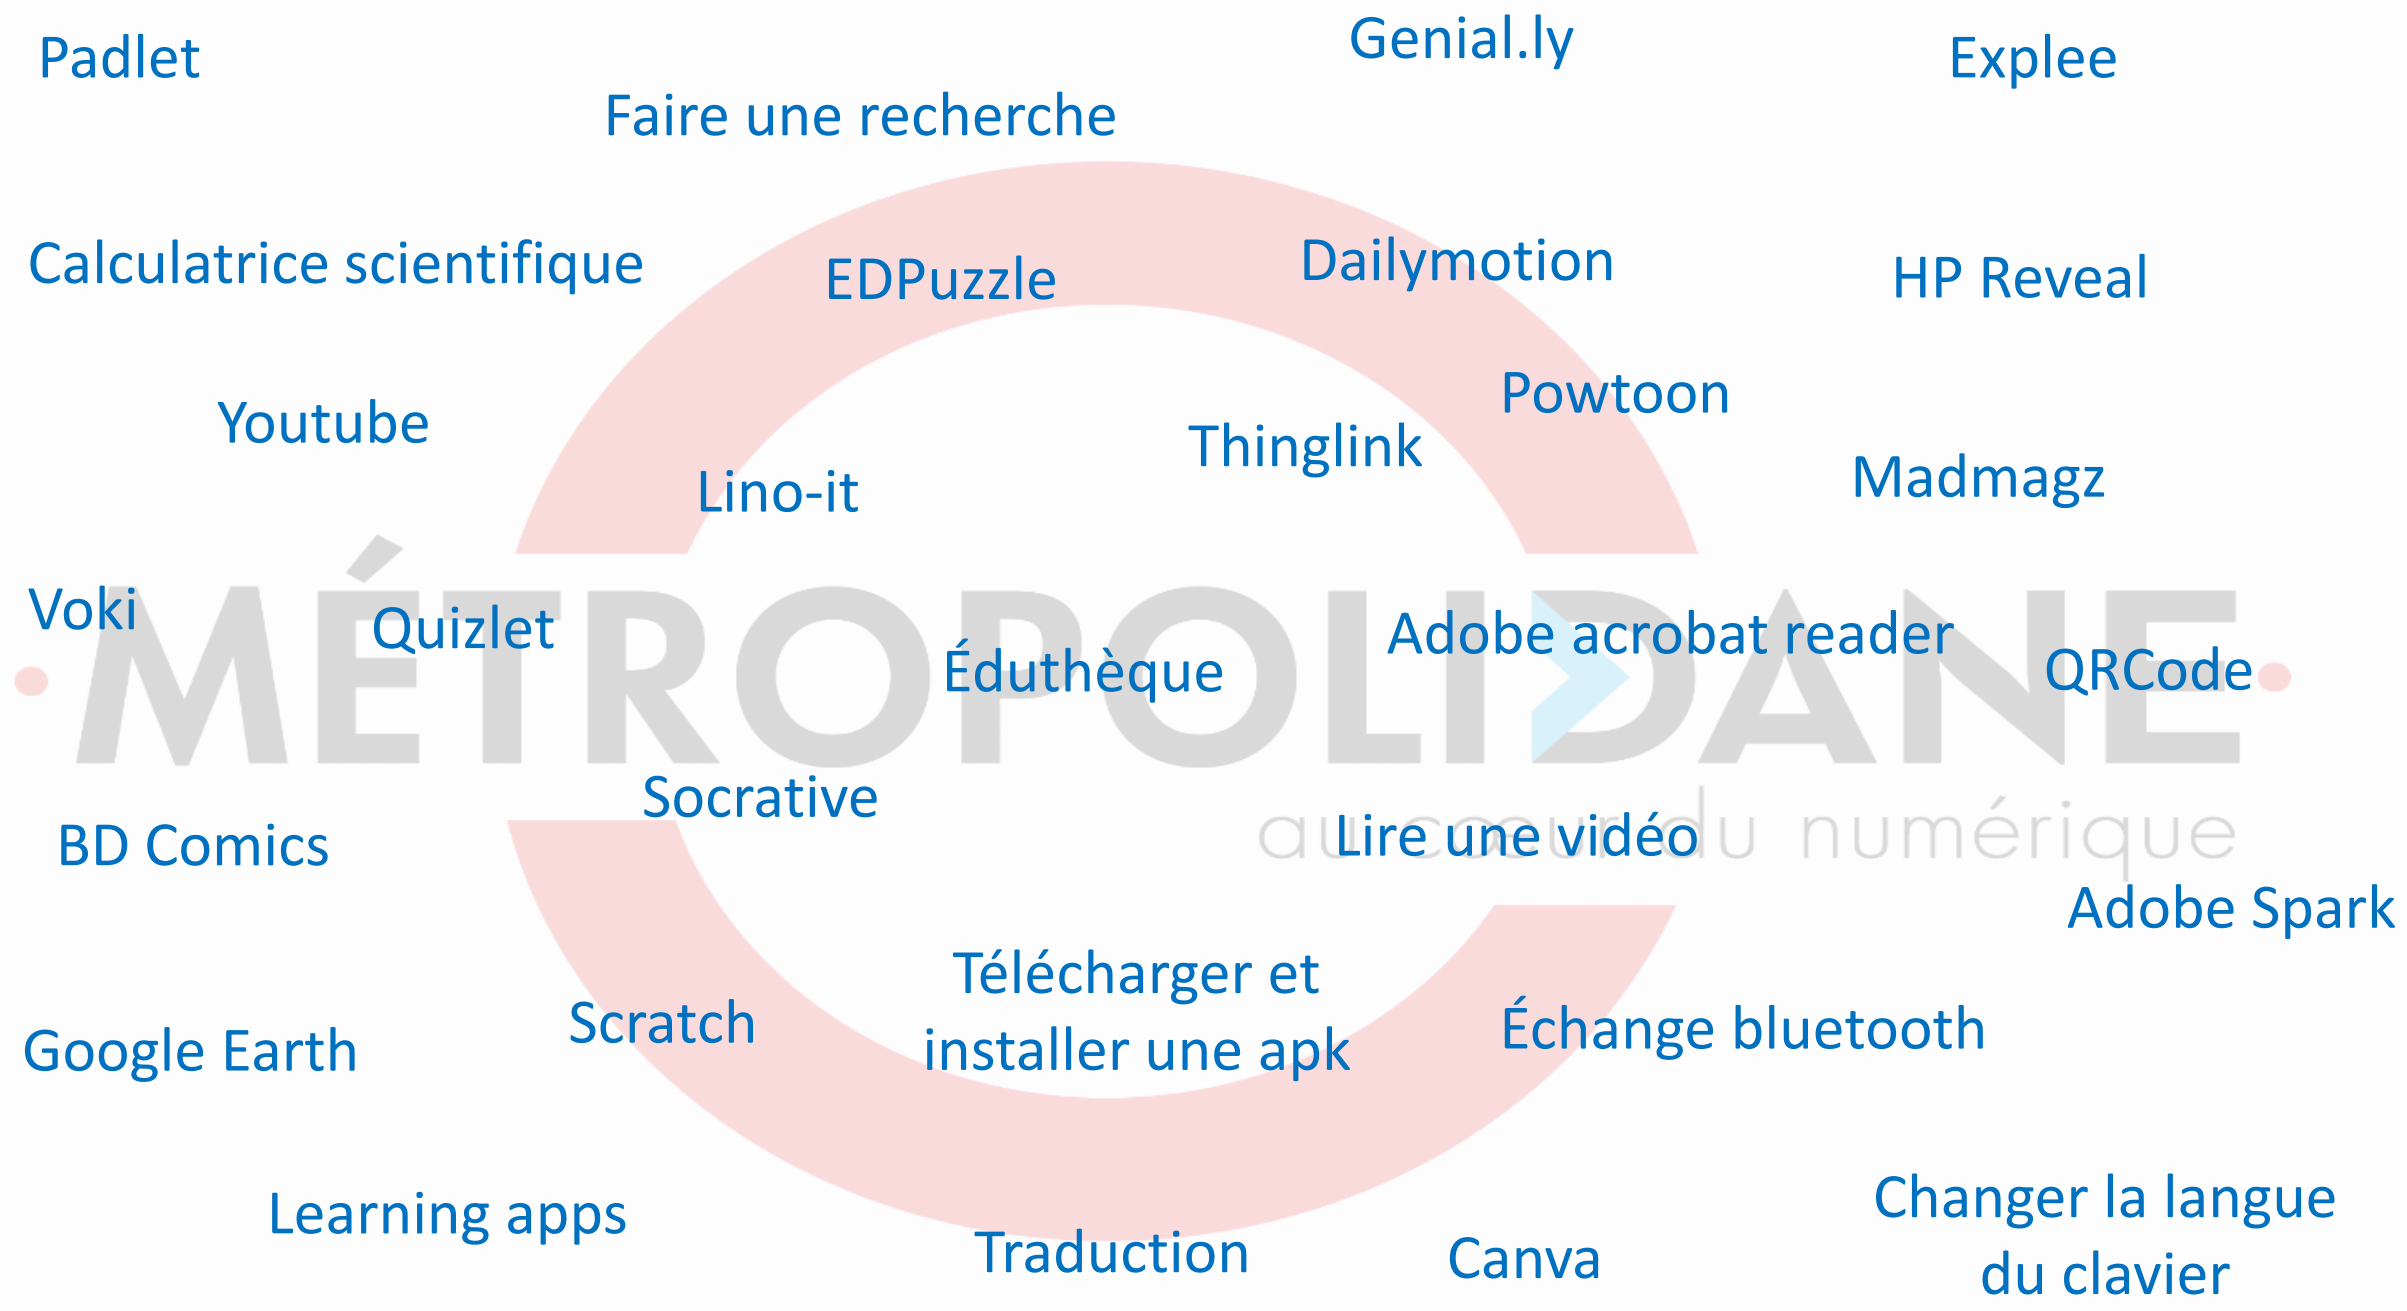 Padlet
Genial.ly
Explee
Faire une recherche
Calculatrice scientifique
EDPuzzle
Dailymotion
HP Reveal
Youtube
Powtoon
Thinglink
Lino-it
Madmagz
Voki
Quizlet
MÉTROPOLIDANE
Éduthèque
Adobe acrobat reader
QRCode
Socrative
BD Comics
Lire une vidéo
au cœur du numérique
Adobe Spark
Télécharger et
installer une apk
Scratch
Échange bluetooth
Google Earth
Learning apps
Traduction
Canva
Changer la langue
du clavier